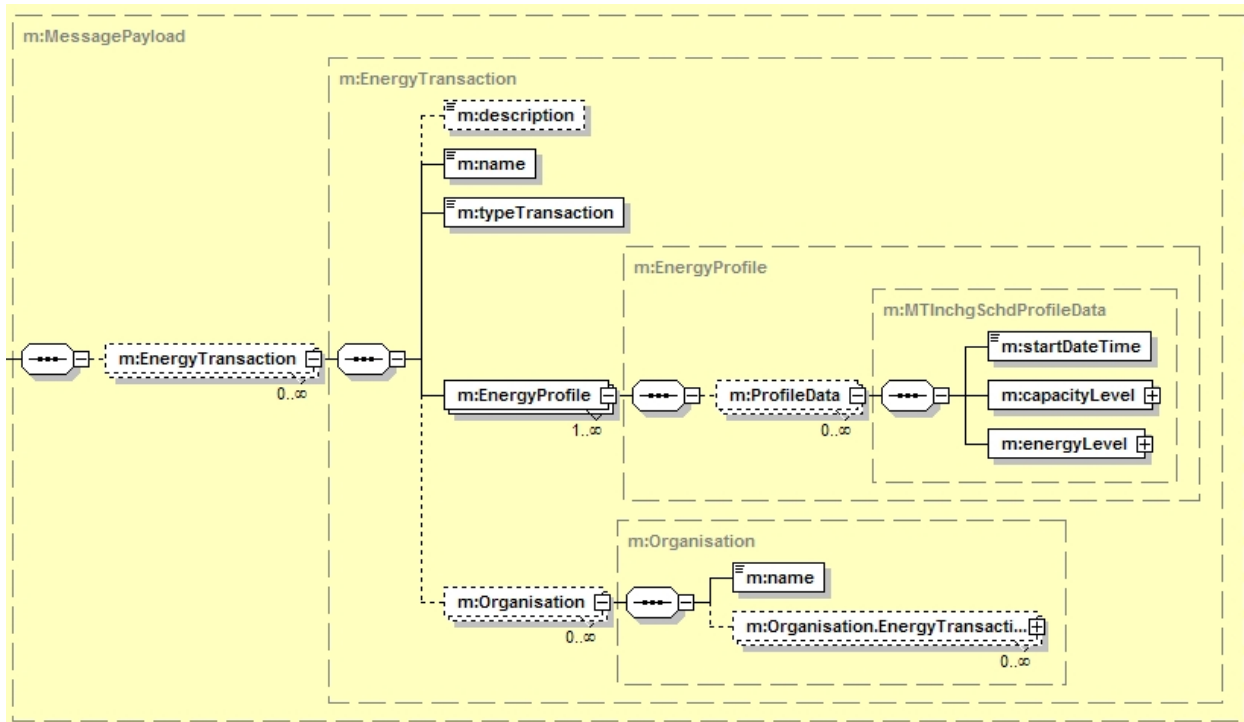 m:MessagePayload
m:EnergyTransaction
m:description
m:name
m:typeTransaction
m:EnergyProfile
m:MTInchgSchdProfileData
m:startDateTime
m:EnergyTransaction
0..∞
m:EnergyProfile
1..∞
m:ProfileData
0..∞
m:capacityLevel
m:energyLevel
m:Organisation
m:name
m:Organisation
0..∞
m:Organisation.EnergyTransacti...
0..∞